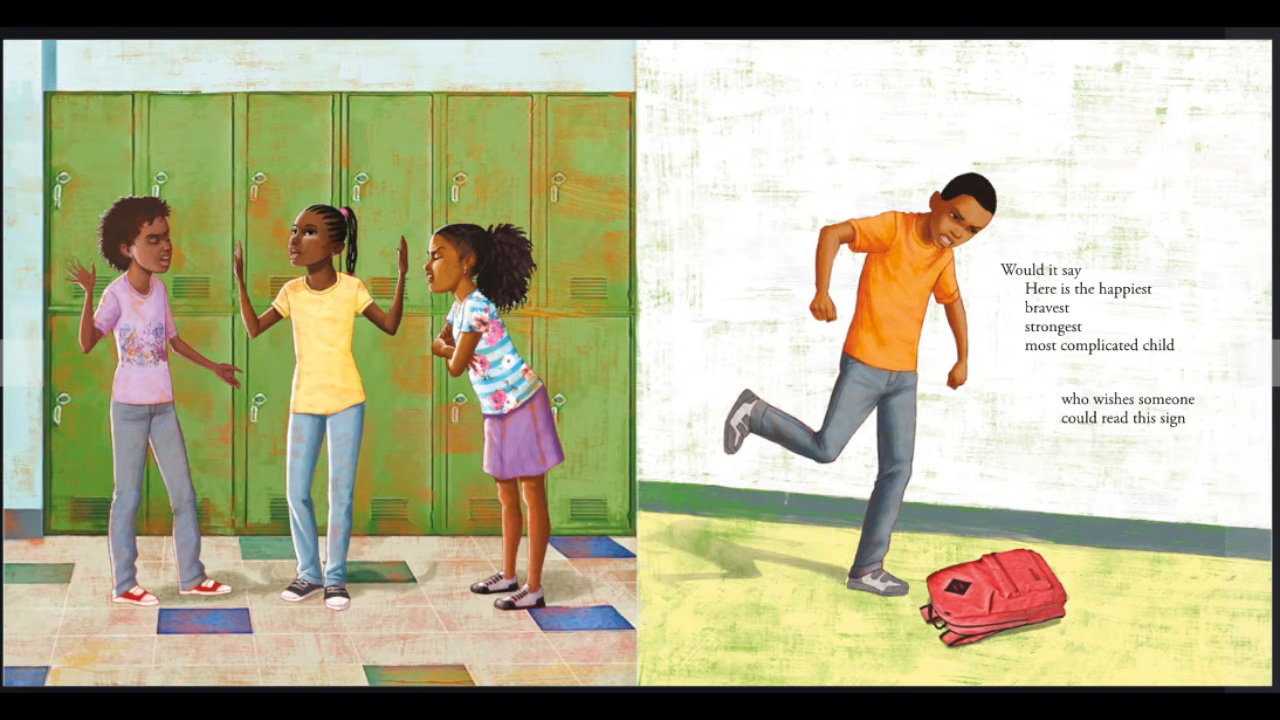 Would it say
Here is the happiest
bravest
strongest
most complicated child
who wishes someone
could read this sign